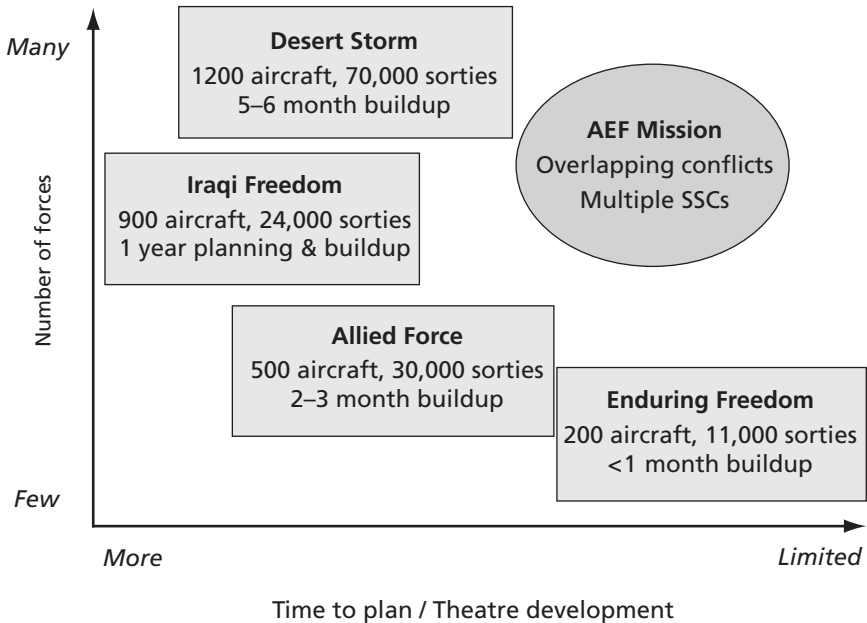 Many
Number of forces
Few
Desert Storm
1200 aircraft, 70,000 sorties
5–6 month buildup
AEF Mission
Overlapping conflicts
Multiple SSCs
Iraqi Freedom
900 aircraft, 24,000 sorties
1 year planning & buildup
Allied Force
500 aircraft, 30,000 sorties
2–3 month buildup
Enduring Freedom
200 aircraft, 11,000 sorties
<1 month buildup
More
Limited
Time to plan / Theatre development